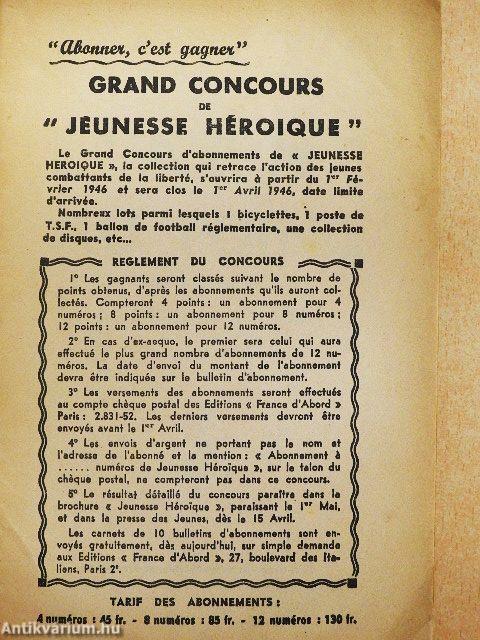 "Abonner, c'est gagner"
GRAND CONCOURS
DE
" JEUNESSE HÉROIQUE "
Le Grand Concours d'abonnements de « JEUNESSE
HEROIQUE », la collection qui retrace l'action des jeunes
combattants de la liberté, s'ouvrira à partir du 1er Fé-
vrier 1946 et sera clos le 1er Avril 1946, date limite
d'arrivée.
Nombreux lots parmi lesquels 1 bicyclettes, 1 poste de
T.S.F., 1 ballon de football réglementaire, une collection
de disques, etc...
REGLEMENT DU CONCOURS
1° Les gagnants seront classés suivant le nombre de
points obtenus, d'après les abonnements qu'ils auront col-
lectés. Compteront 4 points : un abonnement pour 4
numéros ; 8 points : un abonnement pour 8 numéros ;
12 points : un abonnement pour 12 numéros.
2° En cas d'ex-aequo, le premier sera celui qui aura
effectué le plus grand nombre d'abonnements de 12 nu-
méros. La date d'envoi du montant de l'abonnement
devra être indiquée sur le bulletin d'abonnement.
3° Les versements des abonnements seront effectués
au compte chèque postal des Editions « France d'Abord »
Paris : 2.831-52. Les derniers versements devront être
envoyés avant le 1er Avril.
4° Les envois d'argent ne portant pas le nom et
l'adresse de l'abonné et la mention : « Abonnement à
...... numéros de Jeunesse Héroïque », sur le talon du
chèque postal, ne compteront pas dans ce concours.
5° Le résultat détaillé du concours paraître dans la
brochure « Jeunesse Héroïque », paraissant le 1er Mai,
et dans la presse des Jeunes, dès le 15 Avril.
Les carnets de 10 bulletins d'abonnements sont en-
voyés gratuitement, dès aujourd'hui, sur simple demande
aux Editions « France d'Abord », 27, boulevard des Ita-
liens, Paris 2e.
TARIF DES ABONNEMENTS :
4 numéros : 45 fr. - 8 numéros : 85 fr. - 12 numéros : 130 fr.
Antikvarium.hu